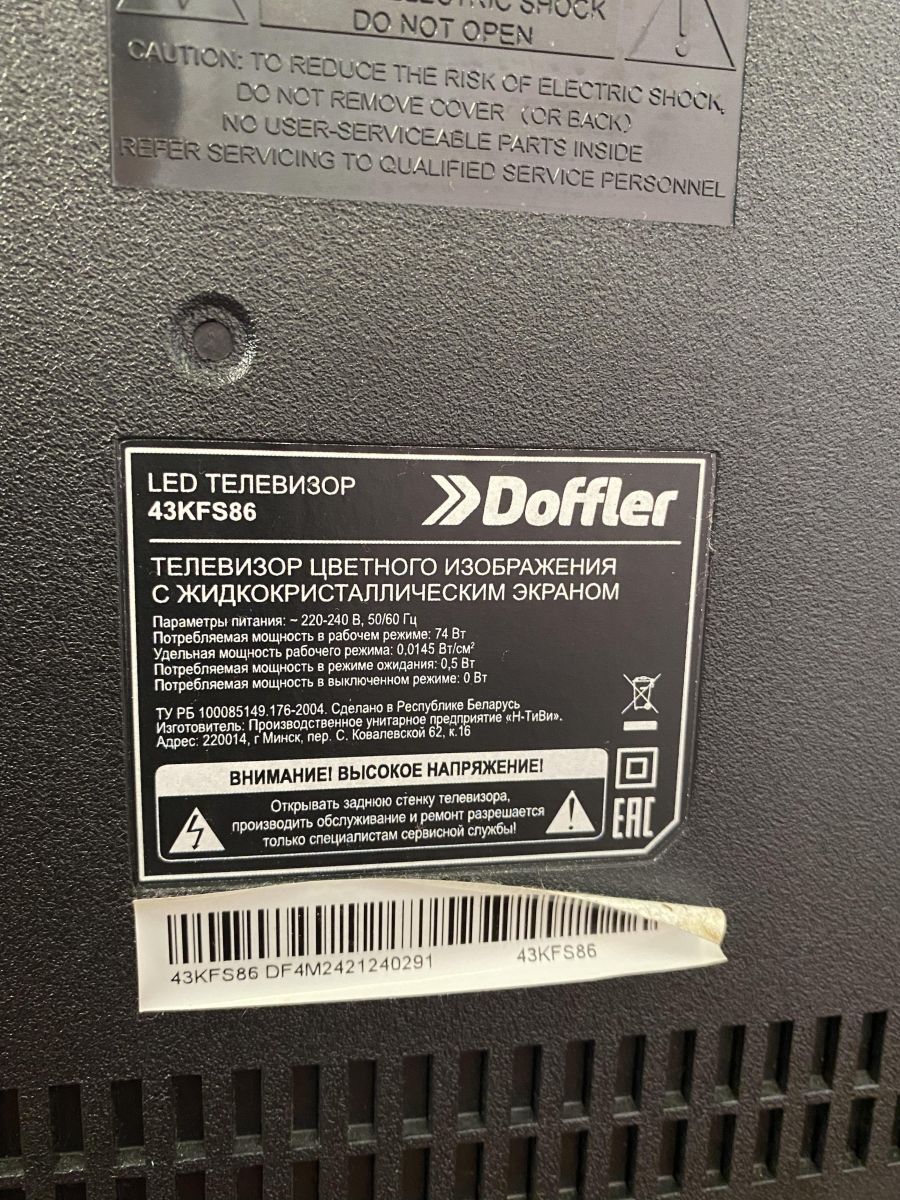 ELECTRIC SHOCK
DO NOT OPEN
CAUTION: TO REDUCE THE RISK OF ELECTRIC SHOCK,
DO NOT REMOVE COVER (OR BACK)
NO USER-SERVICEABLE PARTS INSIDE
REFER SERVICING TO QUALIFIED SERVICE PERSONNEL
LED ТЕЛЕВИЗОР
43KFS86
Doffler
ТЕЛЕВИЗОР ЦВЕТНОГО ИЗОБРАЖЕНИЯ
С ЖИДКОКРИСТАЛЛИЧЕСКИМ ЭКРАНОМ
Параметры питания: ~ 220-240 В, 50/60 Гц
Потребляемая мощность в рабочем режиме: 74 Вт
Удельная мощность рабочего режима: 0,0145 Вт/см²
Потребляемая мощность в режиме ожидания: 0,5 Вт
Потребляемая мощность в выключенном режиме: 0 Вт
ТУ РБ 100085149.176-2004. Сделано в Республике Беларусь
Изготовитель: Производственное унитарное предприятие «Н-ТиВи».
Адрес: 220014, г Минск, пер. С. Ковалевской 62, к.16
ВНИМАНИЕ! ВЫСОКОЕ НАПРЯЖЕНИЕ!
Открывать заднюю стенку телевизора,
производить обслуживание и ремонт разрешается
только специалистам сервисной службы!
EAC
43KFS86 DF4M2421240291 43KFS86